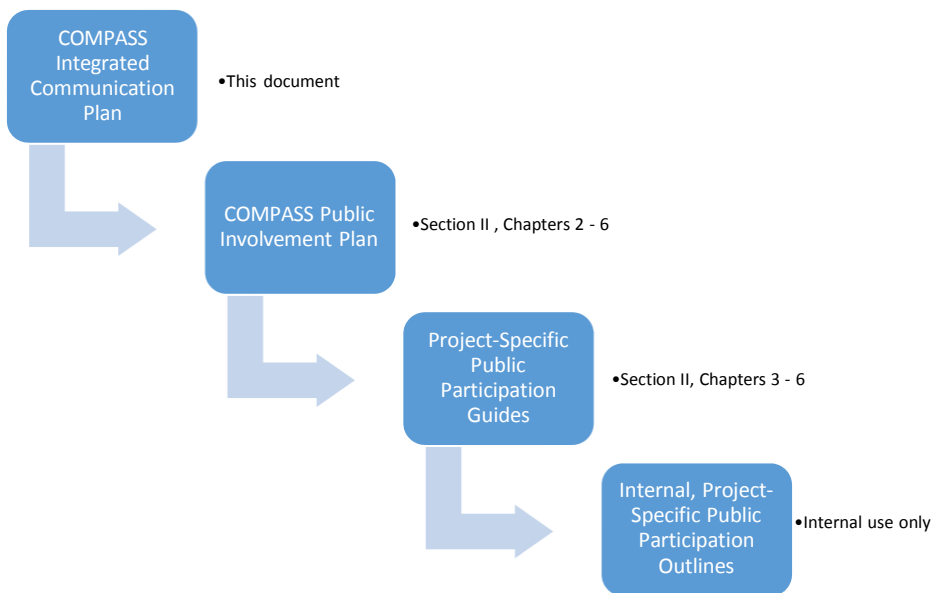 COMPASS
Integrated
Communication
Plan
•This document
COMPASS Public
Involvement Plan
•Section II , Chapters 2 - 6
Project-Specific
Public
Participation
Guides
•Section II, Chapters 3 - 6
Internal, Project-
Specific Public
Participation
Outlines
•Internal use only